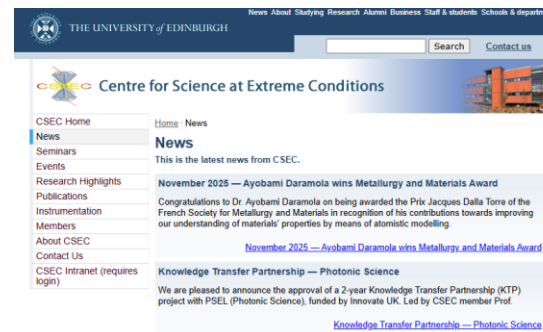 News About Studying Research Alumni Business Staff & students Schools & departm
THE UNIVERSITY of EDINBURGH
Search
Contact us
CSEC
Centre for Science at Extreme Conditions
CSEC Home
News
Seminars
Events
Research Highlights
Publications
Instrumentation
Members
About CSEC
Contact Us
CSEC Intranet (requires
login)
Home News
News
This is the latest news from CSEC.
November 2025 — Ayobami Daramola wins Metallurgy and Materials Award
Congratulations to Dr. Ayobami Daramola on being awarded the Prix Jacques Dalla Torre of the
French Society for Metallurgy and Materials in recognition of his contributions towards improving
our understanding of materials' properties by means of atomistic modelling.
November 2025 — Ayobami Daramola wins Metallurgy and Materials Award
Knowledge Transfer Partnership — Photonic Science
We are pleased to announce the approval of a 2-year Knowledge Transfer Partnership (KTP)
project with PSEL (Photonic Science), funded by Innovate UK. Led by CSEC member Prof.
Knowledge Transfer Partnership — Photonic Science